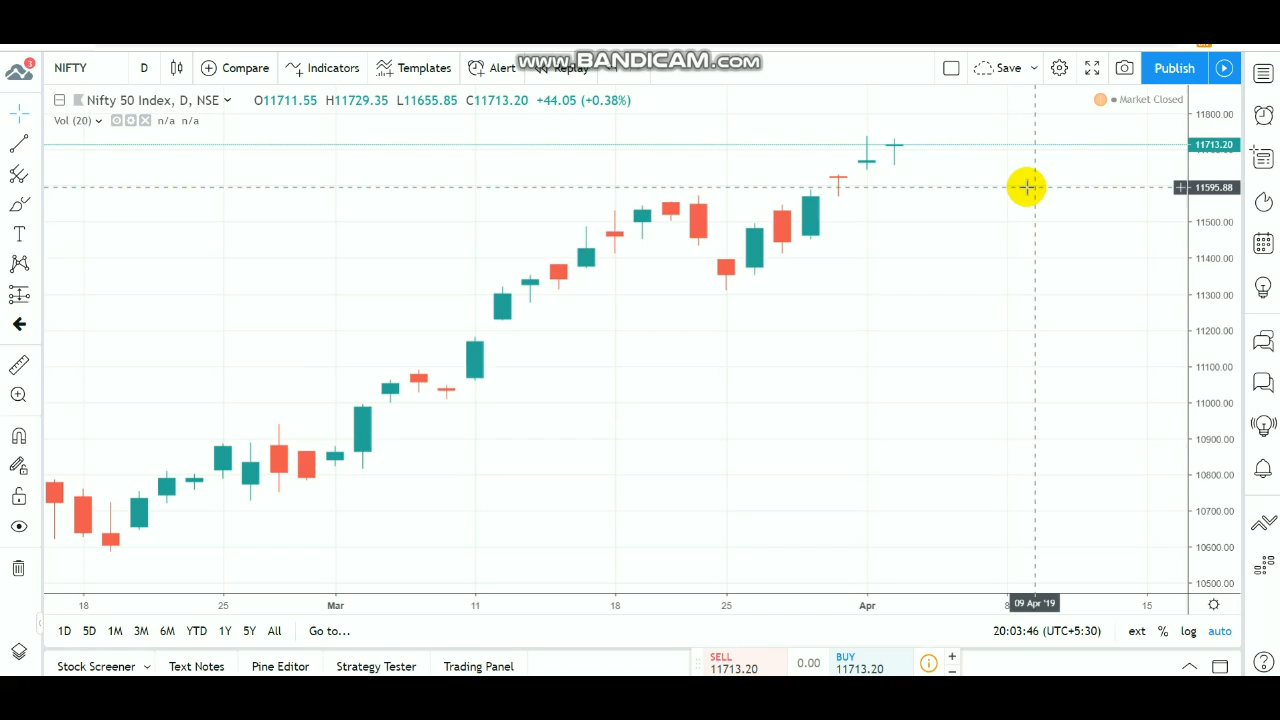 www.BANDICAM.com
3
NIFTY D Compare Indicators Templates Alert Replay Save Publish
Nifty 50 Index, D, NSE O11711.55 H11729.35 L11655.85 C11713.20 +44.05 (+0.38%) Market Closed
Vol (20) n/a n/a
11800.00
11713.20
11595.88
11500.00
11400.00
11300.00
11200.00
11100.00
11000.00
10900.00
10800.00
10700.00
10600.00
10500.00
18 25 Mar 11 18 25 Apr 8 09 Apr '19 15
1D 5D 1M 3M 6M YTD 1Y 5Y All Go to... 20:03:46 (UTC+5:30) ext % log auto
Stock Screener Text Notes Pine Editor Strategy Tester Trading Panel SELL 11713.20 0.00 BUY 11713.20